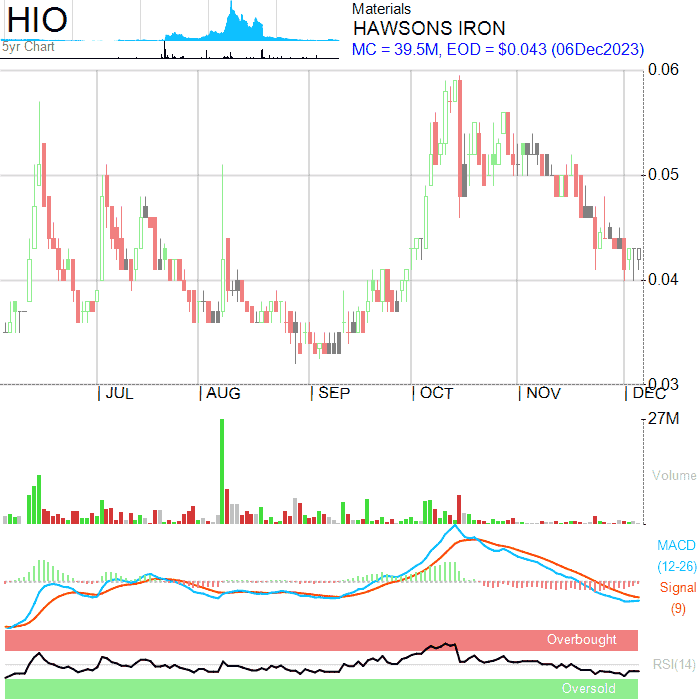 HIO
5yr Chart
Materials
HAWSONS IRON
MC = 39.5M, EOD = $0.043 (06Dec2023)
0.06
0.05
0.04
0.03
| JUL | AUG | SEP | OCT | NOV | DEC
27M
Volume
MACD
(12-26)
Signal
(9)
Overbought
RSI(14)
Oversold